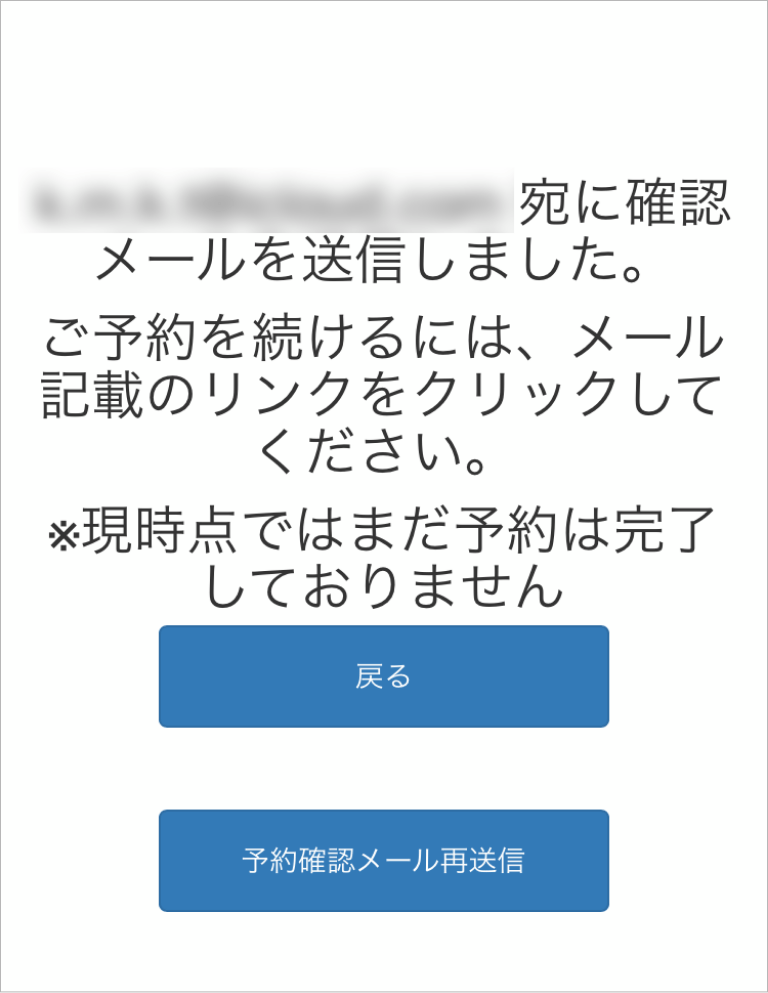 宛に確認
メールを送信しました。
ご予約を続けるには、メール
記載のリンクをクリックして
ください。
※現時点ではまだ予約は完了
しておりません
戻る
予約確認メール再送信